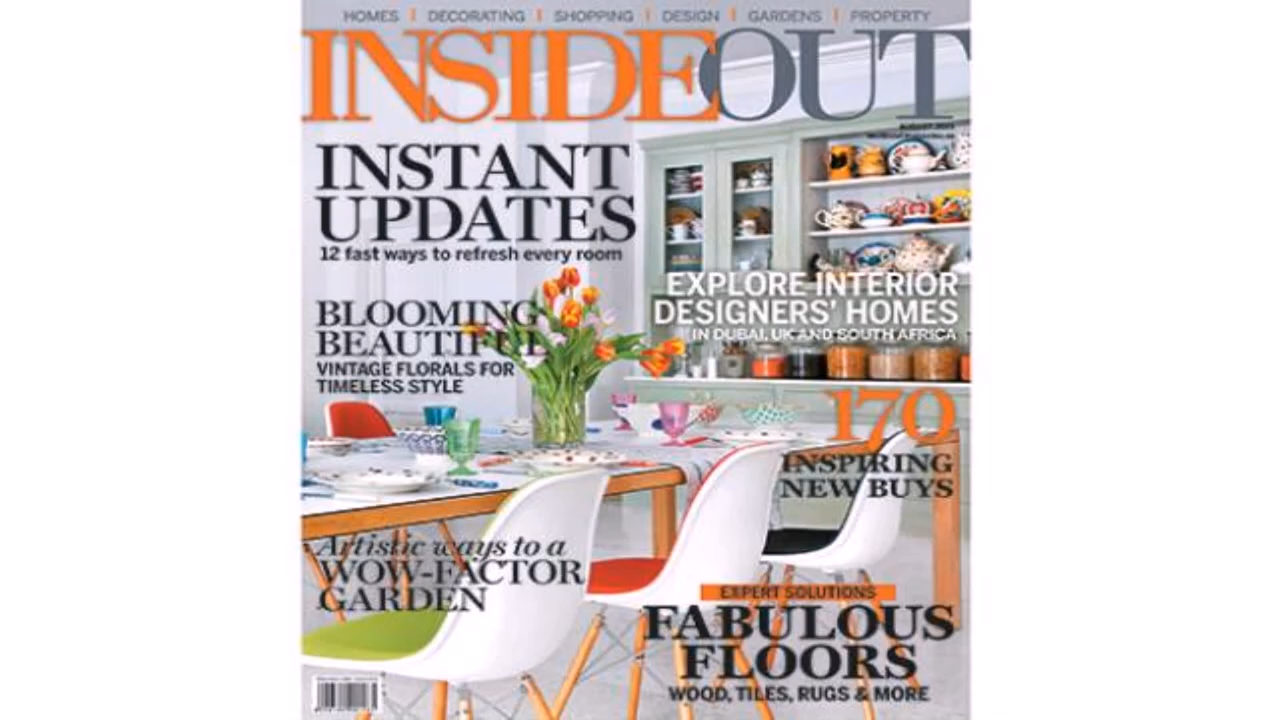 HOMES | DECORATING | SHOPPING | DESIGN | GARDENS | PROPERTY
INSIDEOUT
INSTANT
UPDATES
12 fast ways to refresh every room
EXPLORE INTERIOR
DESIGNERS' HOMES
IN DUBAI, UK AND SOUTH AFRICA
BLOOMING
BEAUTIFUL
VINTAGE FLORALS FOR
TIMELESS STYLE
170
INSPIRING
NEW BUYS
Artistic ways to a
WOW-FACTOR
GARDEN
EXPERT SOLUTIONS
FABULOUS
FLOORS
WOOD, TILES, RUGS & MORE